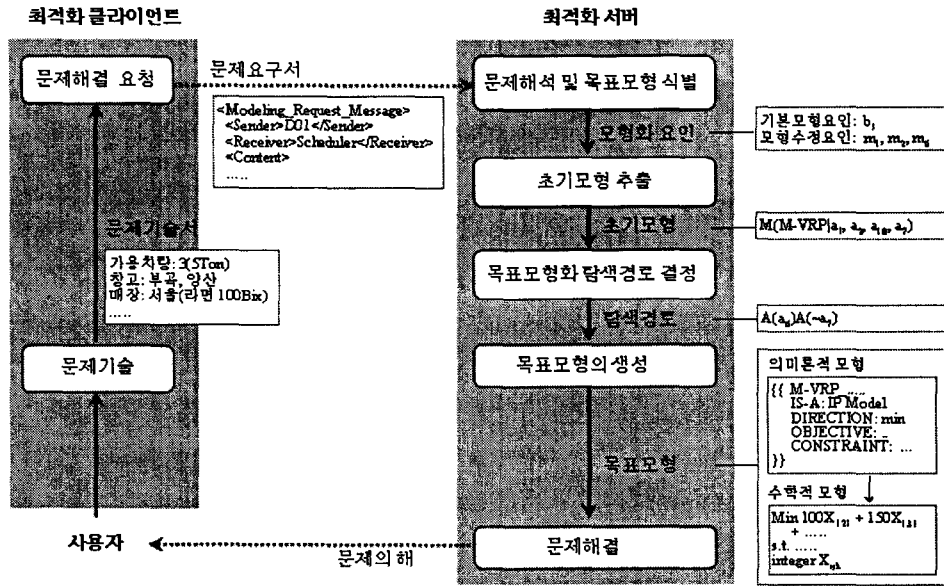 최적화 클라이언트
최적화 서버
문제해결 요청
문제요구서
<Modeling_Request_Message>
<Sender>D01</Sender>
<Receiver>Scheduler</Receiver>
<Content>
.....
문제해석 및 목표모형 식별
모형화 요인
기본모형요인: b,
모형수정요인: m₁, m₂,
초기모형 추출
초기모형
M(M-VRP|a₁,
목표모형화 탐색경로 결정
탐색경로
목표모형의 생성
문제기술서
가용차량: 3(5Ton)
창고: 부곡, 양산
매장: 서울(라면 100Box)
.....
문제기술
의미론적 모형
{{ M-VRP .....
IS-A: IP Model
DIRECTION: min
OBJECTIVE: ..
CONSTRAINT: ...
}}
목표모형
수학적 모형
Min 100X₁₂₁ + 150X₁₃₁
+ .....
s.t. .....
integer
문제해결
문제의 해
사용자